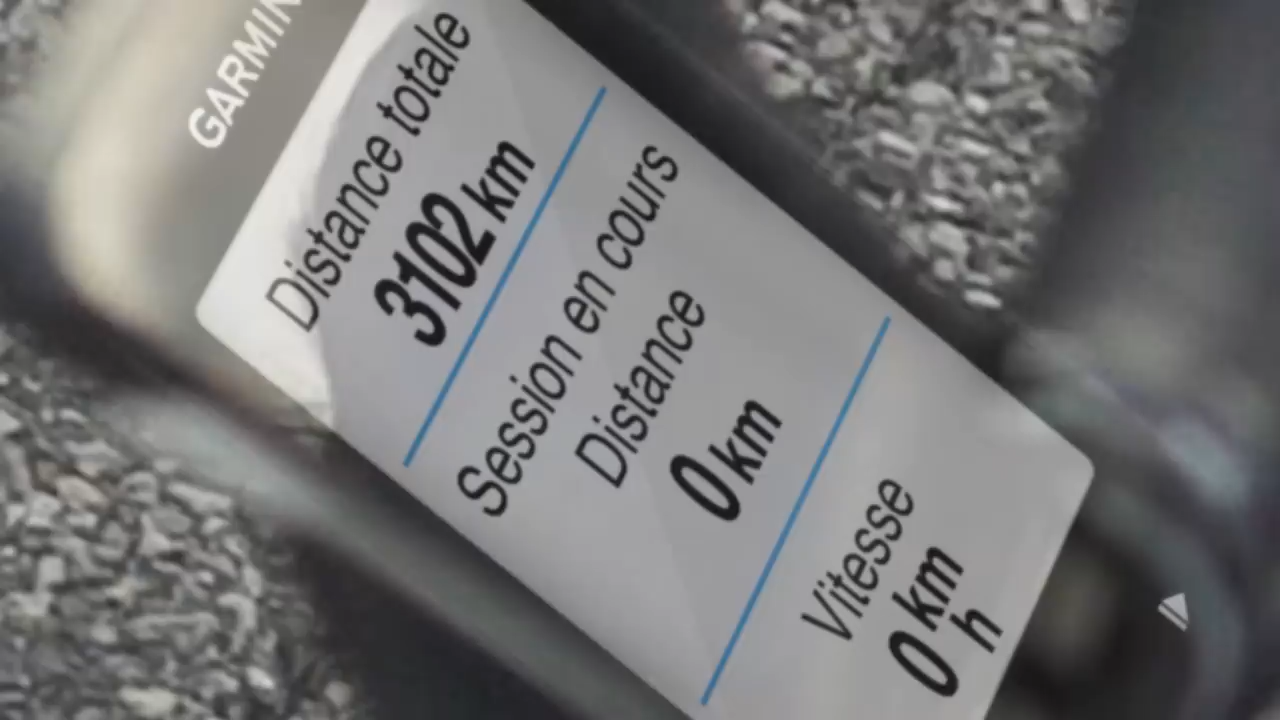 GARMIN
Distance totale
3102 km
Session en cours
Distance
0 km
Vitesse
0 km
h